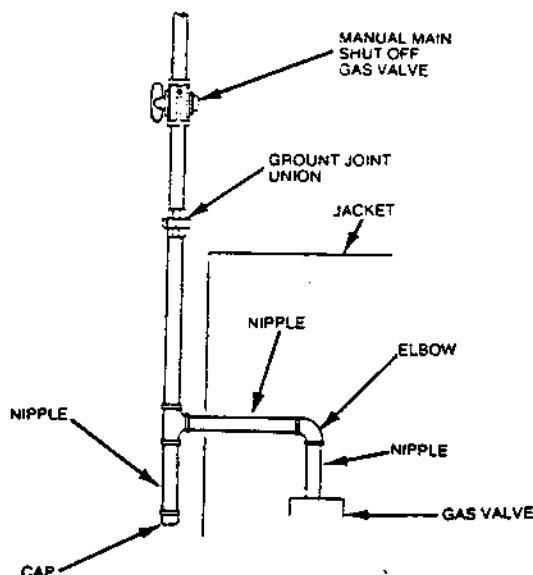 MANUAL MAIN
SHUT OFF
GAS VALVE
GROUNT JOINT
UNION
JACKET
NIPPLE
ELBOW
NIPPLE
NIPPLE
GAS VALVE
CAP